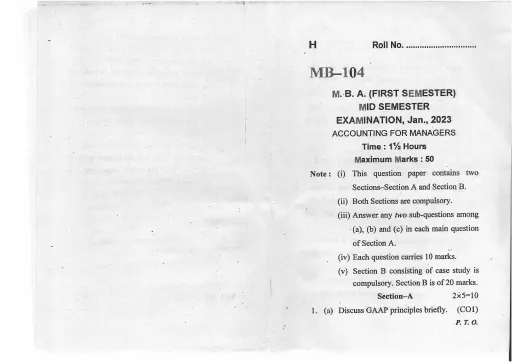 H Roll No. ..............................
MB–104
M. B. A. (FIRST SEMESTER)
MID SEMESTER
EXAMINATION, Jan., 2023
ACCOUNTING FOR MANAGERS
Time : 1½ Hours
Maximum Marks : 50
Note : (i) This question paper contains two
Sections–Section A and Section B.
(ii) Both Sections are compulsory.
(iii) Answer any two sub-questions among
(a), (b) and (c) in each main question
of Section A.
(iv) Each question carries 10 marks.
(v) Section B consisting of case study is
compulsory. Section B is of 20 marks.
Section–A 2×5=10
1. (a) Discuss GAAP principles briefly. (CO1)
P. T. O.